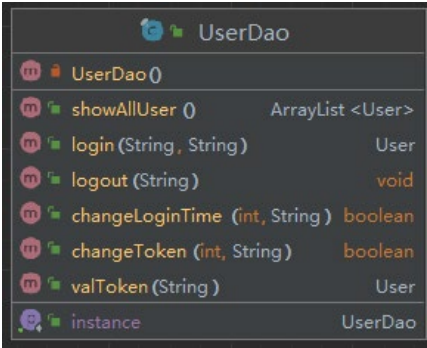 UserDao
UserDao()
showAllUser () ArrayList <User>
login(String, String) User
logout(String) void
changeLoginTime (int, String) boolean
changeToken (int, String) boolean
valToken(String) User
instance UserDao